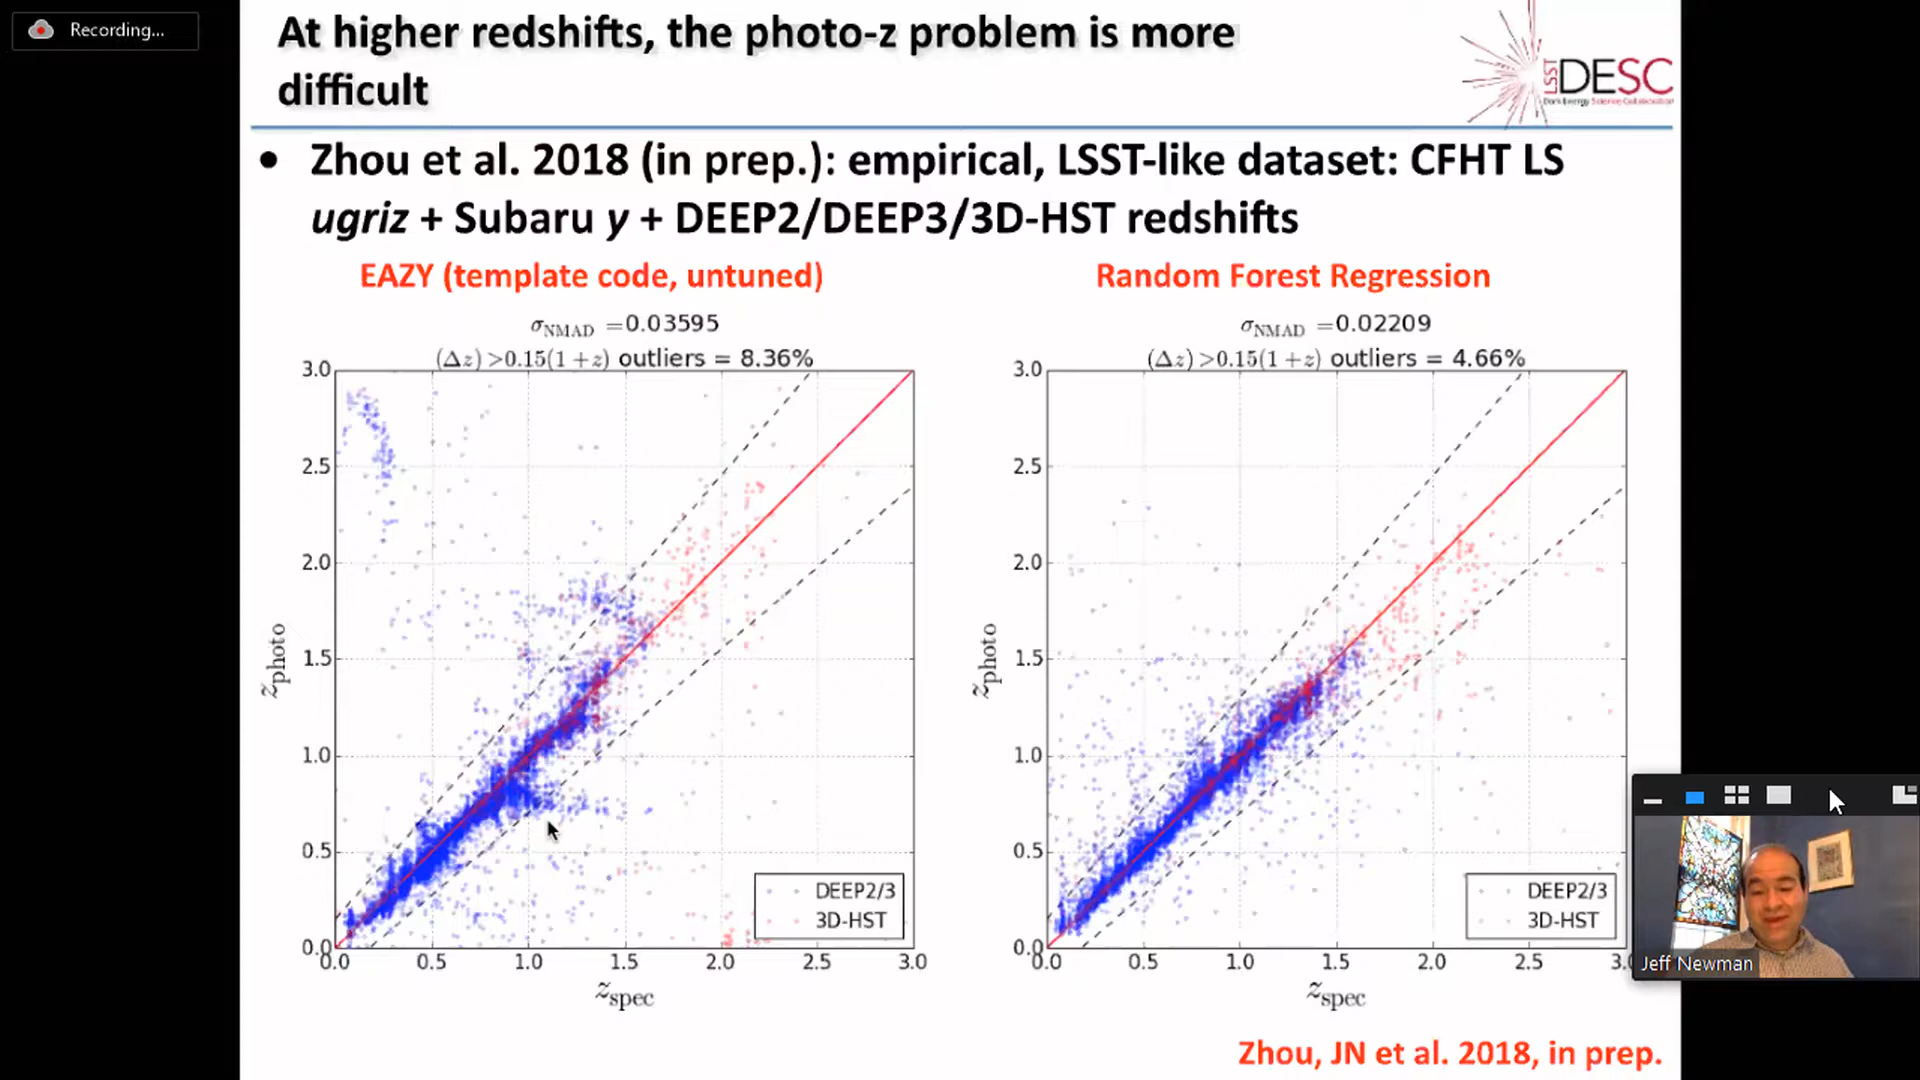 Recording...
At higher redshifts, the photo-z problem is more
difficult
LSST DESC
Dark Energy Science Collaboration
• Zhou et al. 2018 (in prep.): empirical, LSST-like dataset: CFHT LS
ugriz + Subaru y + DEEP2/DEEP3/3D-HST redshifts
EAZY (template code, untuned)
σNMAD =0.03595
(Δz)>0.15(1+z) outliers = 8.36%
3.0
2.5
2.0
1.5
1.0
0.5
0.0
zphoto
0.0 0.5 1.0 1.5 2.0 2.5 3.0
zspec
DEEP2/3
3D-HST
Random Forest Regression
σNMAD =0.02209
(Δz)>0.15(1+z) outliers = 4.66%
3.0
2.5
2.0
1.5
1.0
0.5
0.0
zphoto
0.0 0.5 1.0 1.5 2.0 2.5 3.0
zspec
DEEP2/3
3D-HST
Jeff Newman
Zhou, JN et al. 2018, in prep.